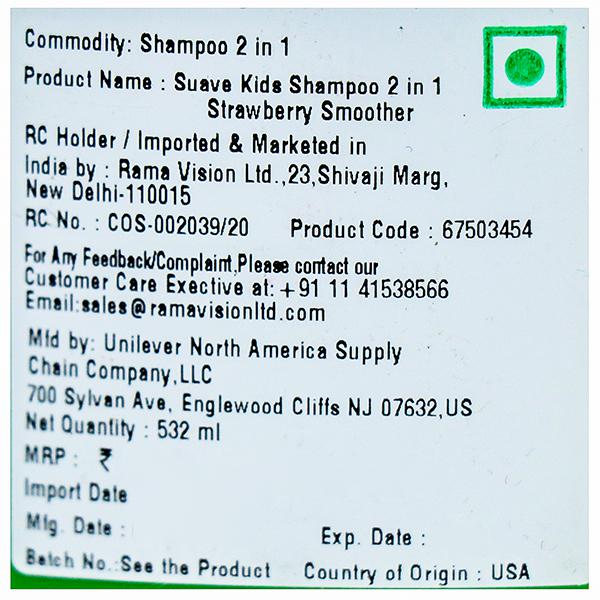 Commodity: Shampoo 2 in 1
Product Name : Suave Kids Shampoo 2 in 1
Strawberry Smoother
RC Holder / Imported & Marketed in
India by : Rama Vision Ltd.,23,Shivaji Marg,
New Delhi-110015
RC No. : COS-002039/20 Product Code : 67503454
For Any Feedback/Complaint,Please contact our
Customer Care Exective at: +91 11 41538566
Email:sales@ramavisionltd.com
Mfd by: Unilever North America Supply
Chain Company,LLC
700 Sylvan Ave, Englewood Cliffs NJ 07632,US
Net Quantity : 532 ml
MRP : ₹
Import Date
Mfg. Date : Exp. Date :
Batch No.:See the Product Country of Origin : USA